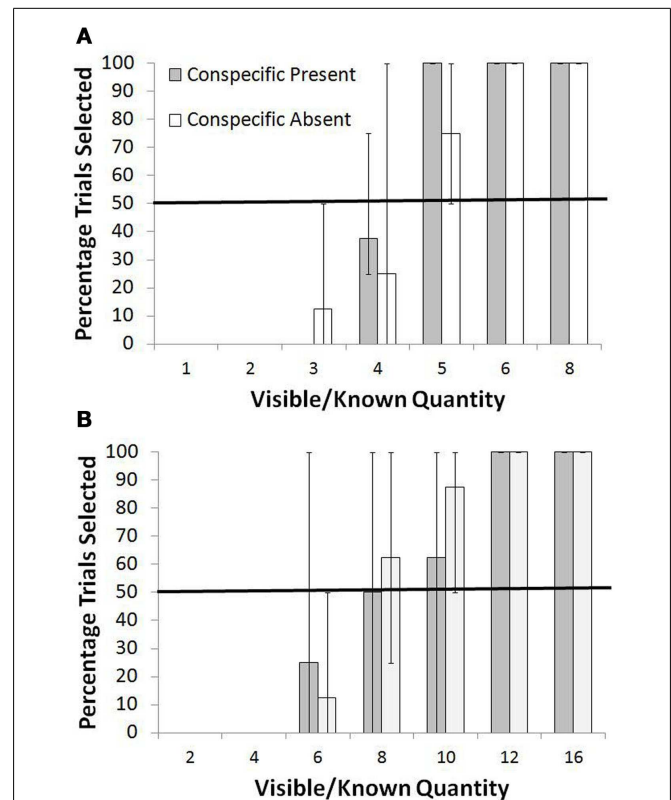 A
Percentage Trials Selected
100
90
80
70
60
50
40
30
20
10
0
Conspecific Present
Conspecific Absent
1 2 3 4 5 6 8
Visible/Known Quantity
B
Percentage Trials Selected
100
90
80
70
60
50
40
30
20
10
0
2 4 6 8 10 12 16
Visible/Known Quantity